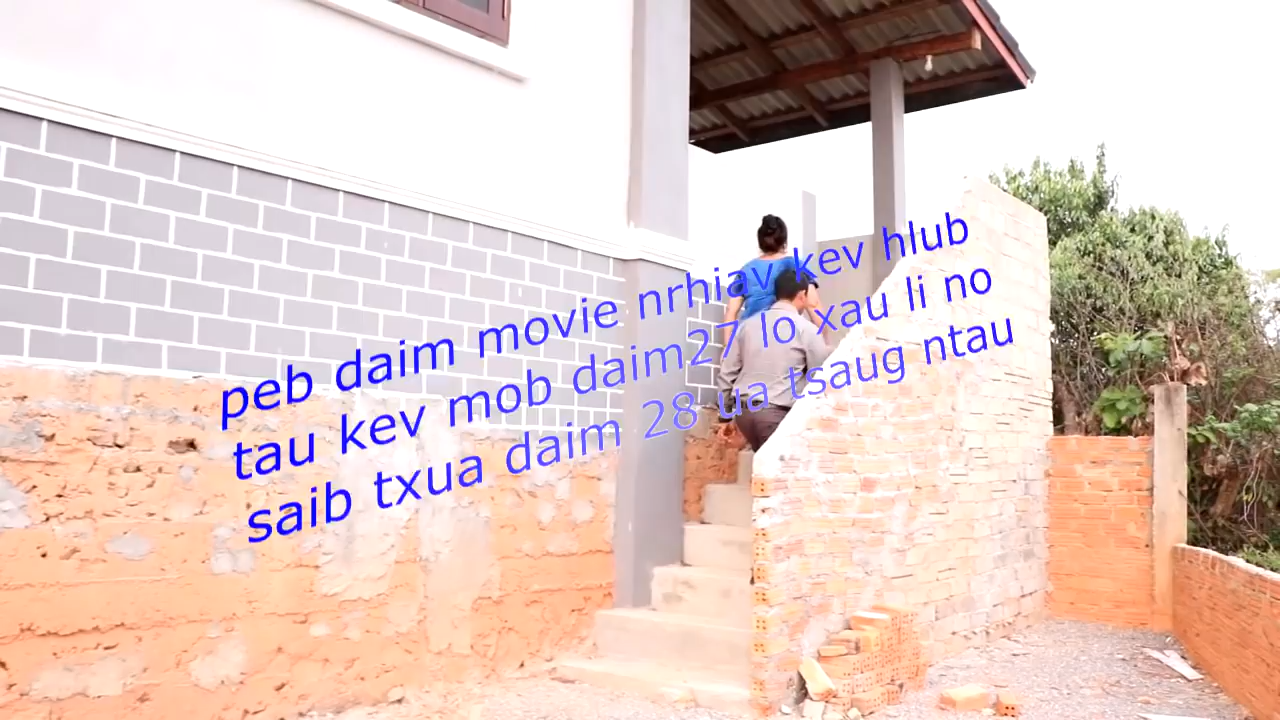 peb daim movie nrhiav kev hlub
tau kev mob daim27 lo xau li no
saib txua daim 28 ua tsaug ntau